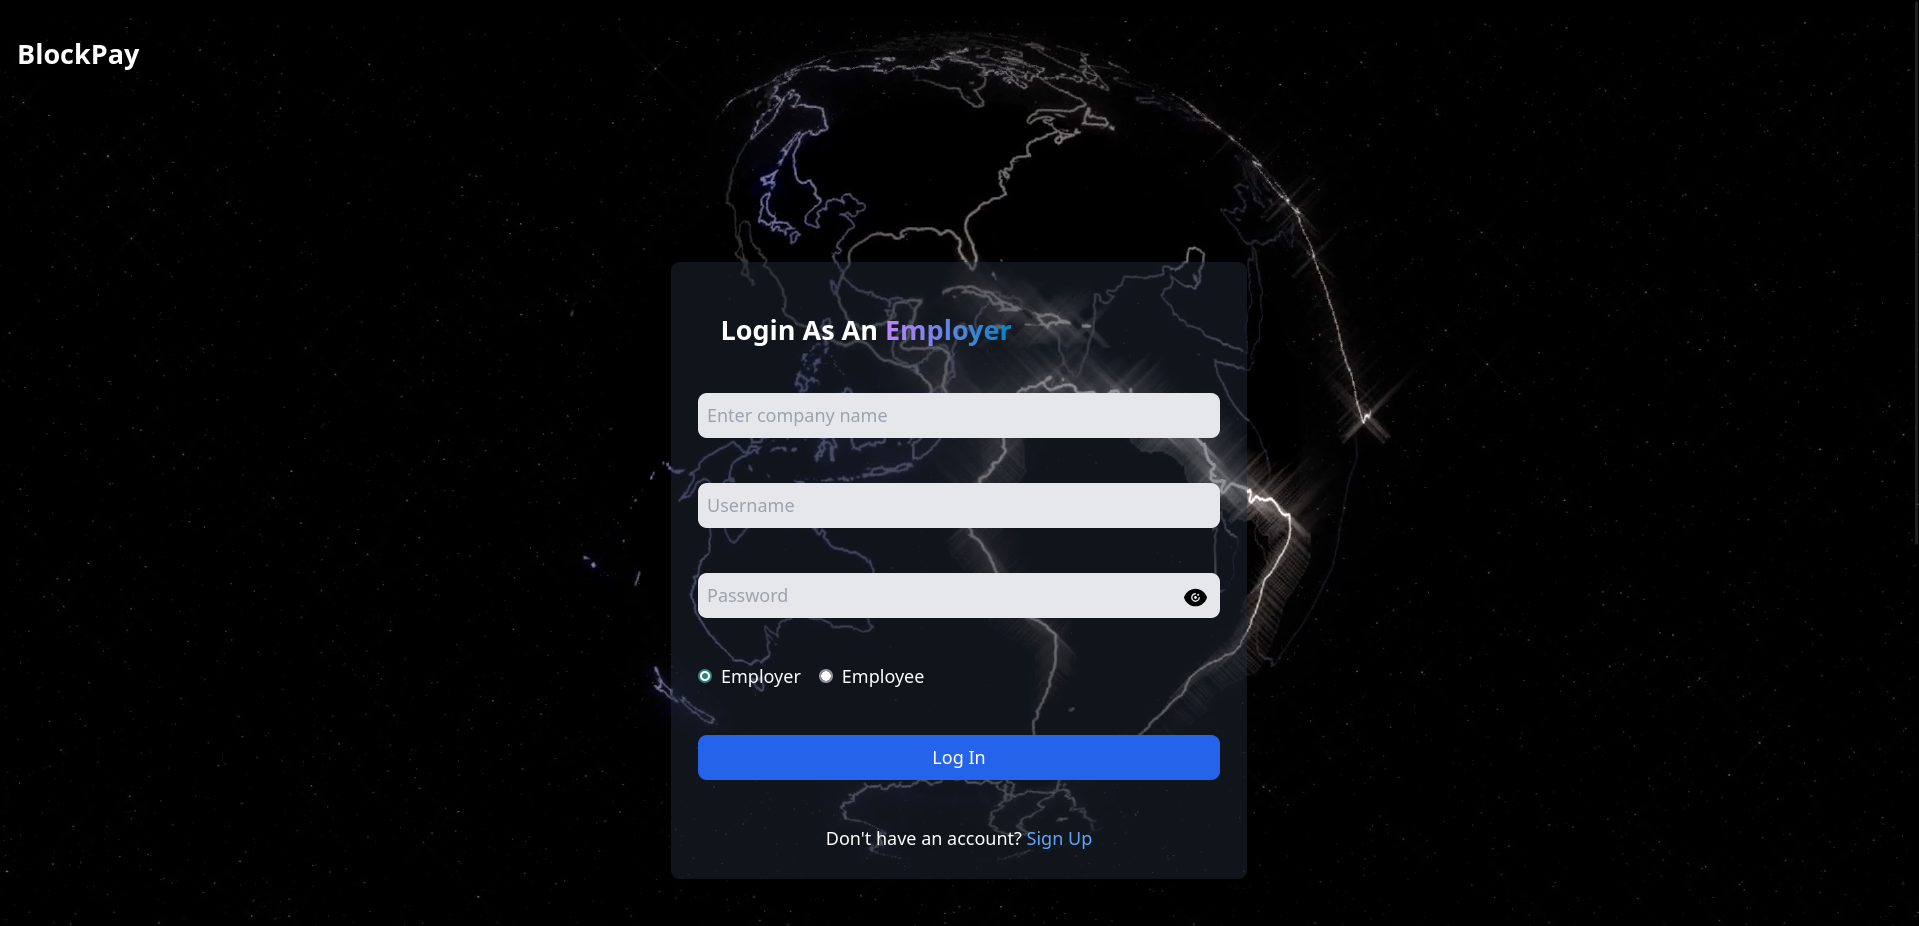 BlockPay
Login As An Employer
Enter company name
Username
Password
Employer Employee
Log In
Don't have an account? Sign Up